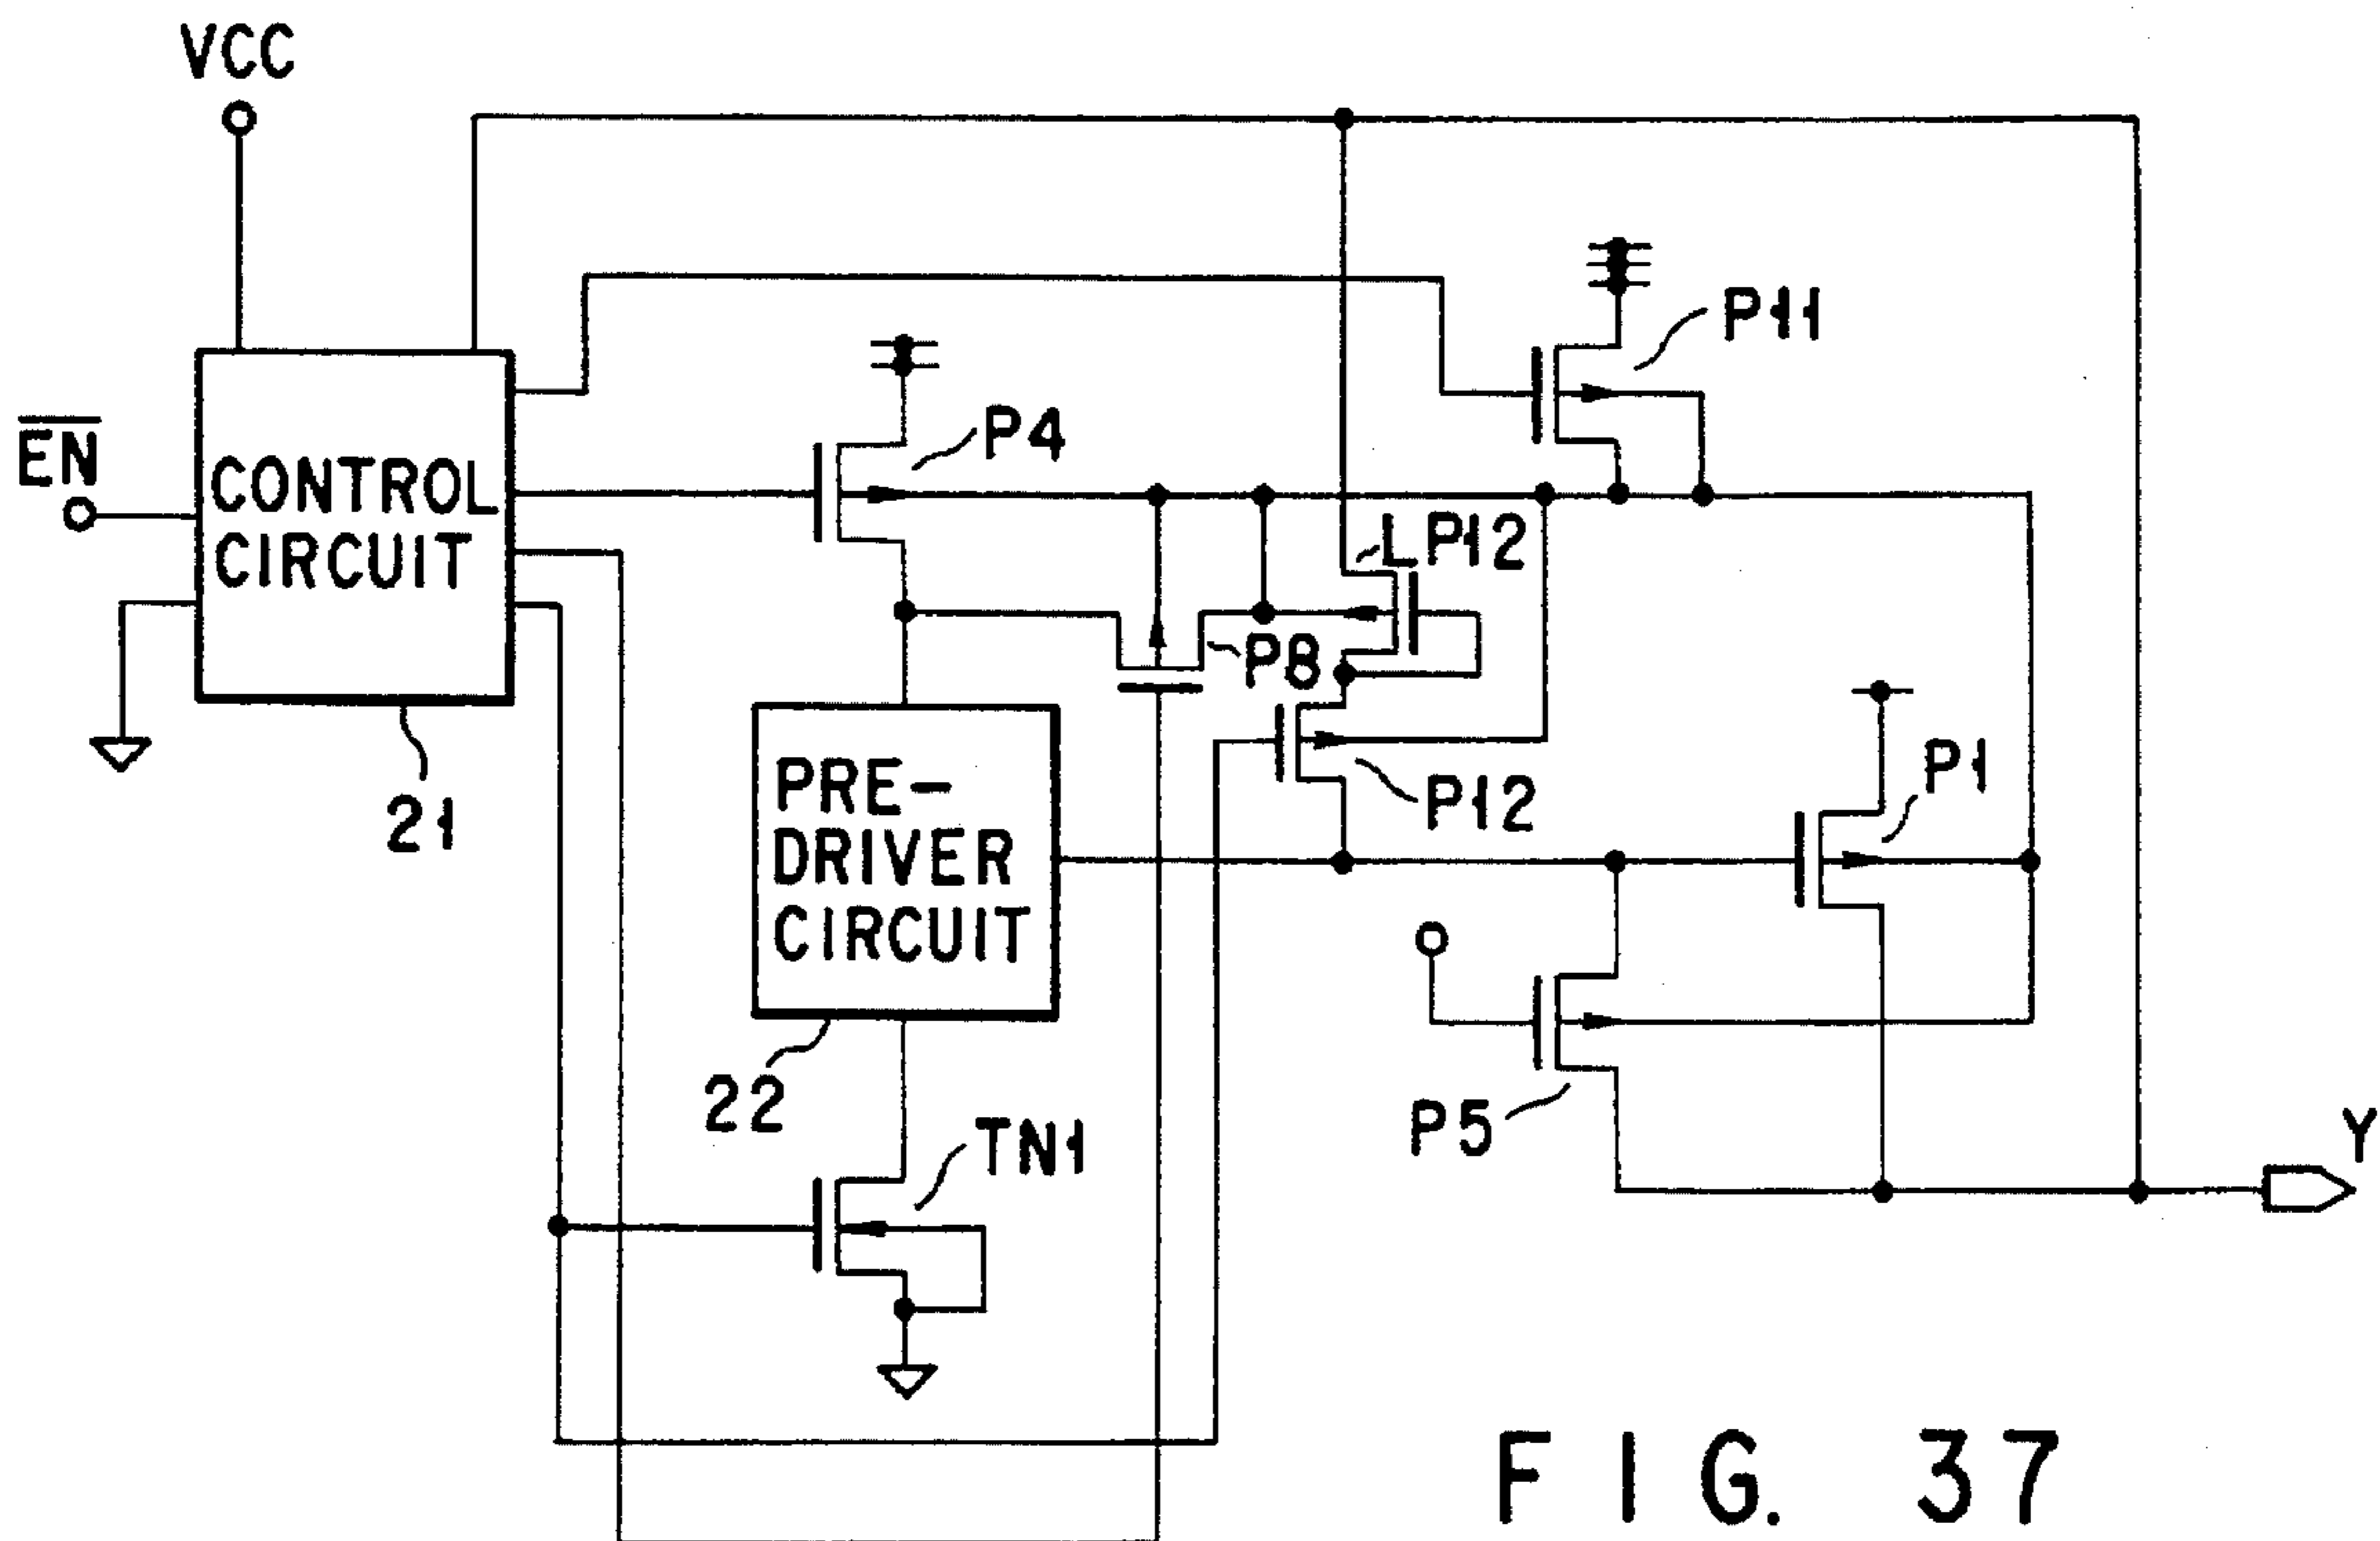 VCC
P11
P4
EN
CONTROL
CIRCUIT
LP12
P8
P1
21
PRE-
DRIVER
CIRCUIT
P12
22
P5
TN1
Y
FIG. 37